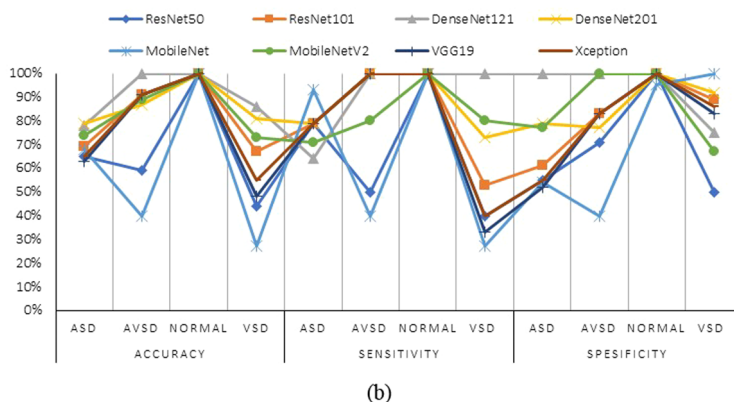 ResNet50 ResNet101 DenseNet121 DenseNet201
MobileNet MobileNetV2 VGG19 Xception
100%
90%
80%
70%
60%
50%
40%
30%
20%
10%
0%
ASD AVSD NORMAL VSD ASD AVSD NORMAL VSD ASD AVSD NORMAL VSD
ACCURACY SENSITIVITY SPESIFICITY
(b)